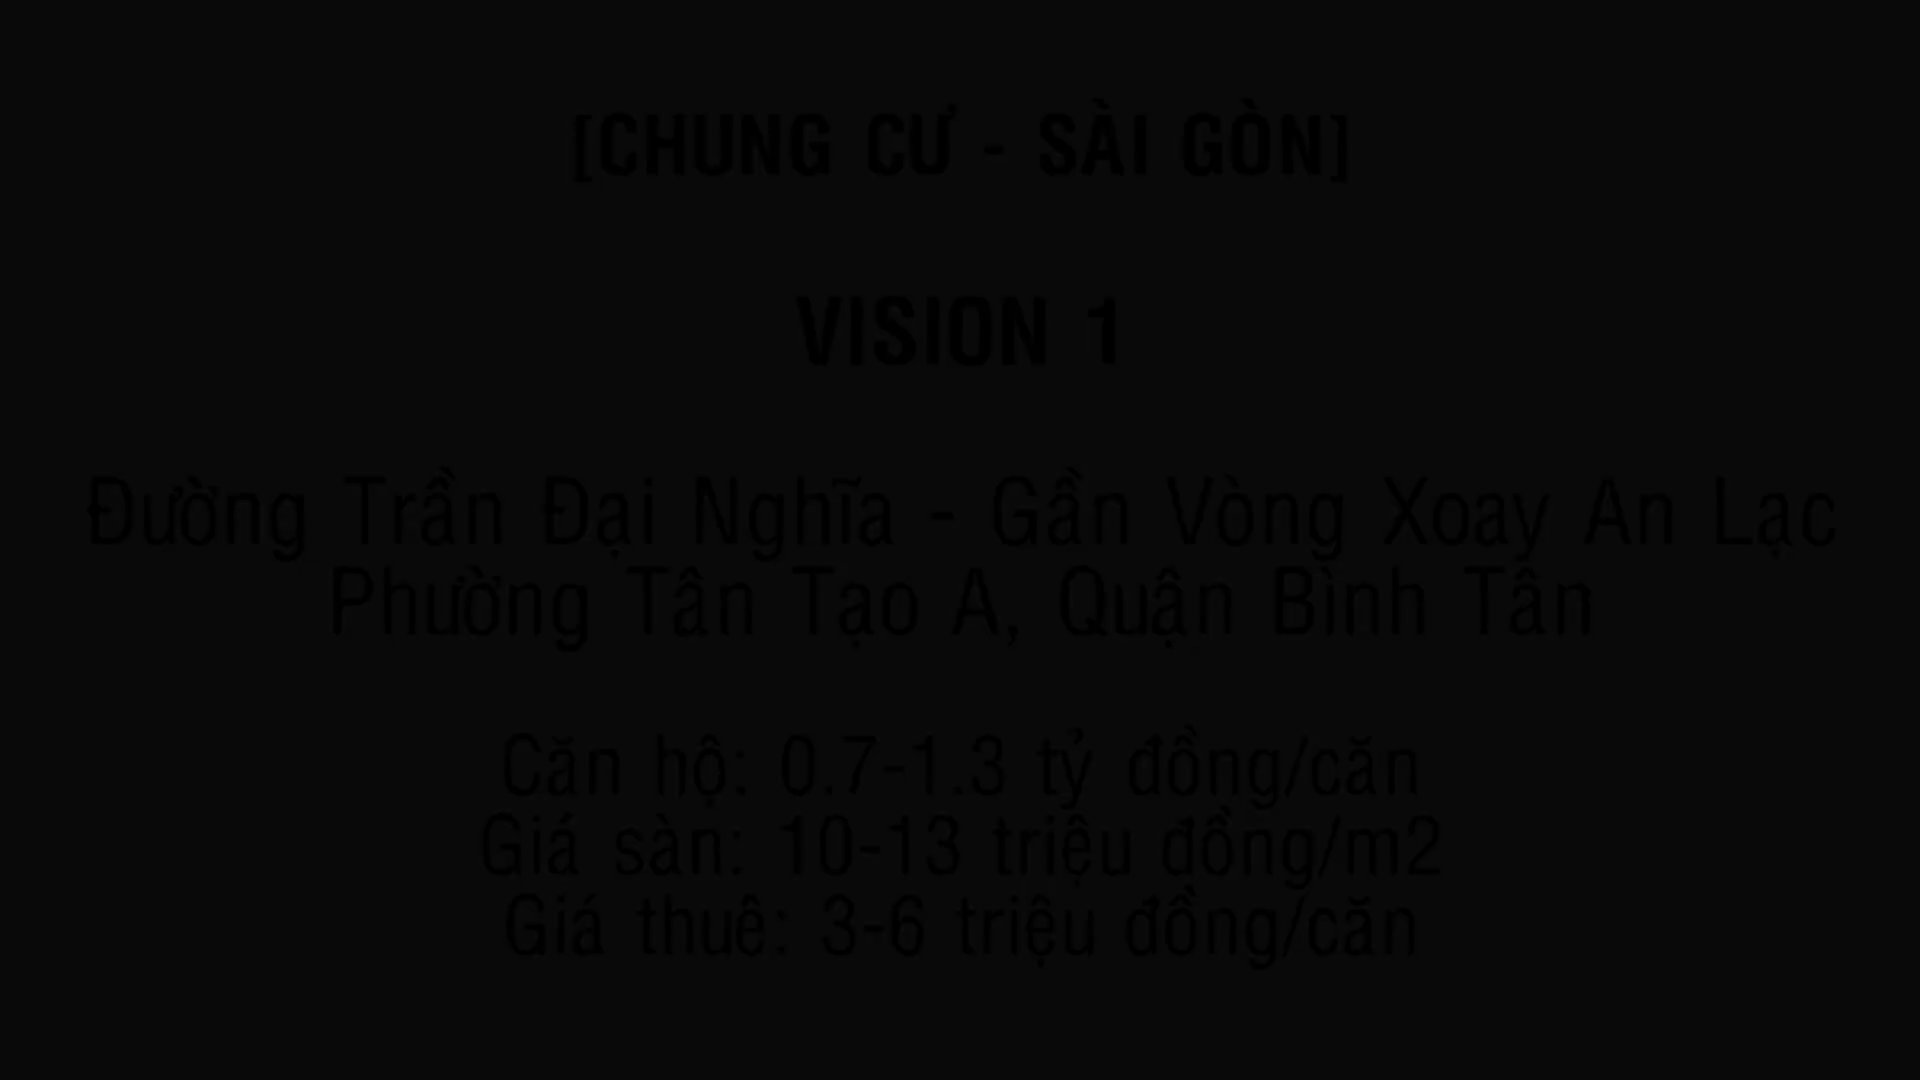 [CHUNG CƯ - SÀI GÒN]
VISION 1
Đường Trần Đại Nghĩa - Gần Vòng Xoay An Lạc
Phường Tân Tạo A, Quận Bình Tân
Căn hộ: 0.7-1.3 tỷ đồng/căn
Giá sàn: 10-13 triệu đồng/m2
Giá thuê: 3-6 triệu đồng/căn